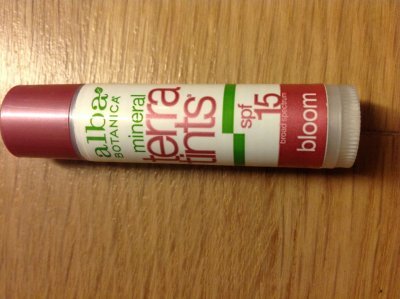 alba
BOTANICA
mineral
terra
tints
spf
15
broad spectrum
bloom